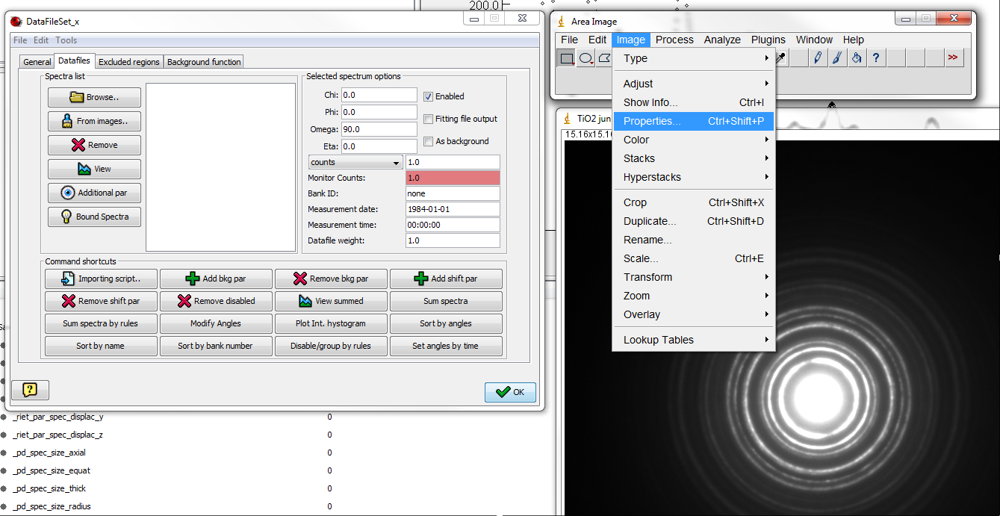 200.0
DataFileSet_x
File Edit Tools
General Datafiles Excluded regions Background function
Spectra list
Browse..
From images..
Remove
View
Additional par
Bound Spectra
Selected spectrum options
Chi: 0.0
Enabled
Phi: 0.0
Fitting file output
Omega: 90.0
As background
Eta: 0.0
counts 1.0
Monitor Counts: 1.0
Bank ID: none
Measurement date: 1984-01-01
Measurement time: 00:00:00
Datafile weight: 1.0
Command shortcuts
Importing script.. Add bkg par Remove bkg par Add shift par
Remove shift par Remove disabled View summed Sum spectra
Sum spectra by rules Modify Angles Plot Int. hystogram Sort by angles
Sort by name Sort by bank number Disable/group by rules Set angles by time
?
OK
_riet_par_spec_displac_y 0
_riet_par_spec_displac_z 0
_pd_spec_size_axial 0
_pd_spec_size_equat 0
_pd_spec_size_thick 0
_pd_spec_size_radius 0
Area Image
File Edit Image Process Analyze Plugins Window Help
? >>
Type
Adjust
Show Info... Ctrl+I
Properties... Ctrl+Shift+P
Color
Stacks
Hyperstacks
Crop Ctrl+Shift+X
Duplicate... Ctrl+Shift+D
Rename...
Scale... Ctrl+E
Transform
Zoom
Overlay
Lookup Tables
TiO2 jun
15.16x15.16